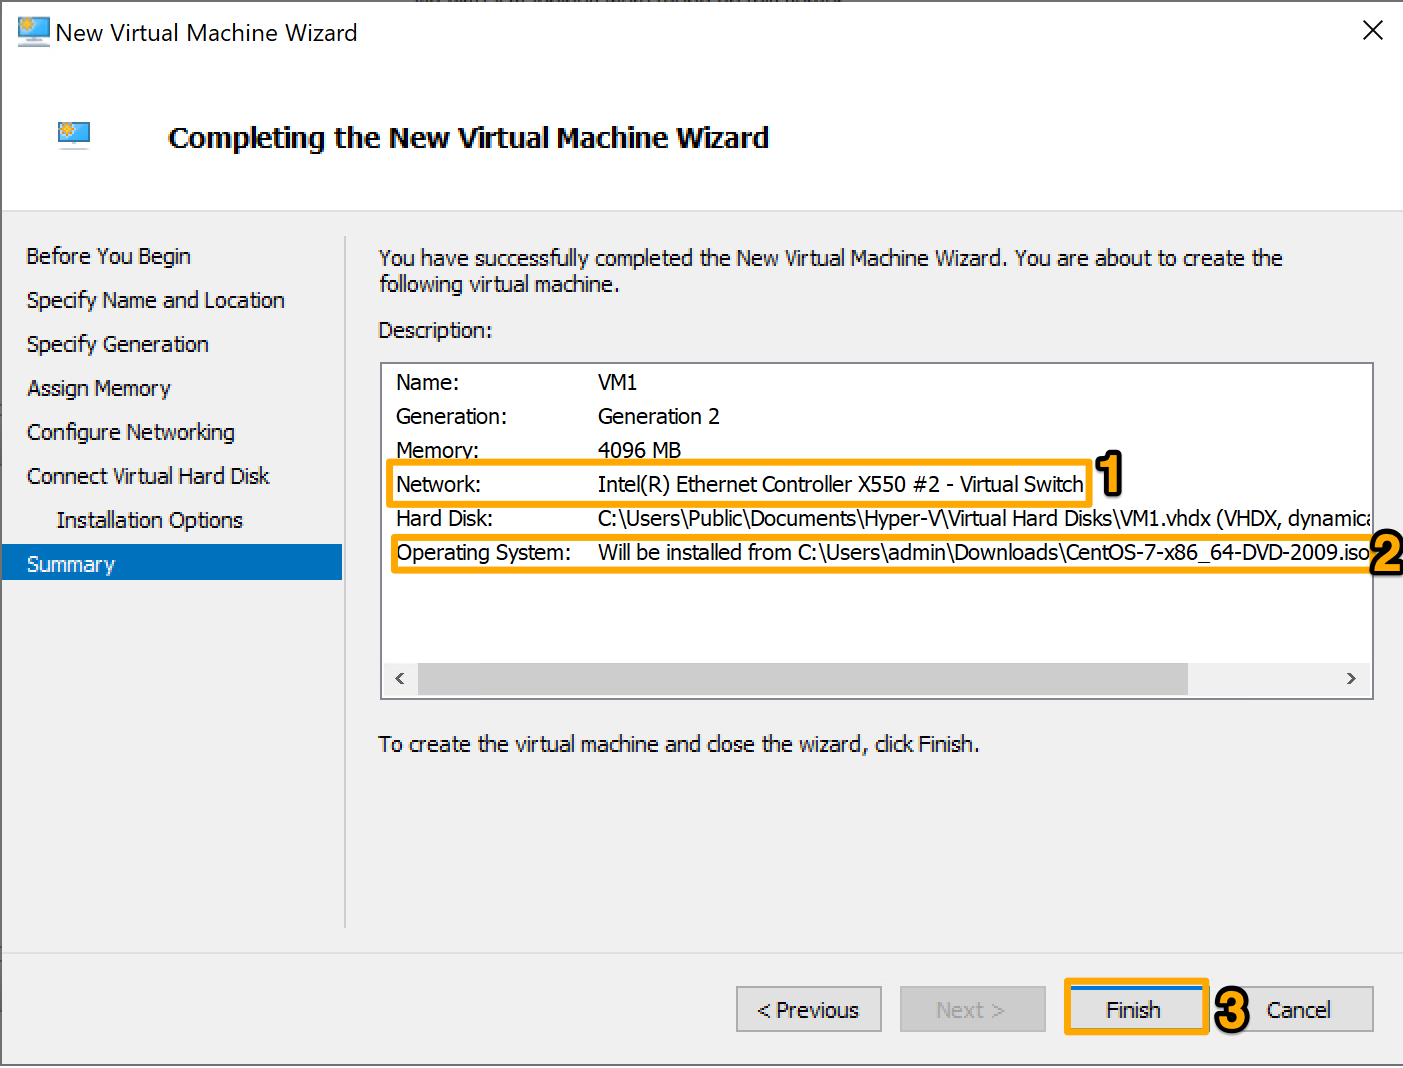 New Virtual Machine Wizard
Completing the New Virtual Machine Wizard
Before You Begin
Specify Name and Location
Specify Generation
Assign Memory
Configure Networking
Connect Virtual Hard Disk
Installation Options
Summary
You have successfully completed the New Virtual Machine Wizard. You are about to create the
following virtual machine.
Description:
Name: VM1
Generation: Generation 2
Memory: 4096 MB
Network: Intel(R) Ethernet Controller X550 #2 - Virtual Switch 1
Hard Disk: C:\Users\Public\Documents\Hyper-V\Virtual Hard Disks\VM1.vhdx (VHDX, dynamica
Operating System: Will be installed from C:\Users\admin\Downloads\CentOS-7-x86_64-DVD-2009.iso 2
To create the virtual machine and close the wizard, click Finish.
< Previous Next > Finish 3 Cancel